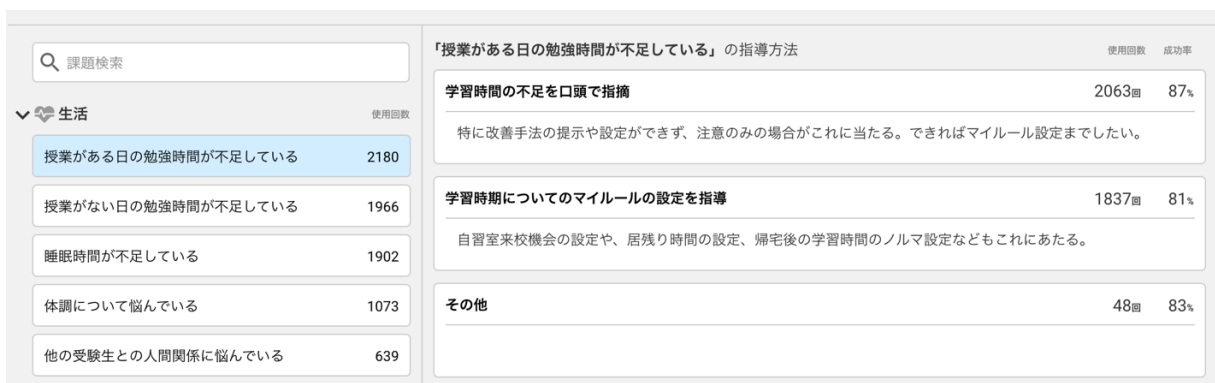 課題検索
生活 使用回数
授業がある日の勉強時間が不足している 2180
授業がない日の勉強時間が不足している 1966
睡眠時間が不足している 1902
体調について悩んでいる 1073
他の受験生との人間関係に悩んでいる 639
「授業がある日の勉強時間が不足している」の指導方法 使用回数 成功率
学習時間の不足を口頭で指摘 2063回 87%
特に改善手法の提示や設定ができず、注意のみの場合がこれに当たる。できればマイルール設定までしたい。
学習時期についてのマイルールの設定を指導 1837回 81%
自習室来校機会の設定や、居残り時間の設定、帰宅後の学習時間のノルマ設定などもこれにあたる。
その他 48回 83%